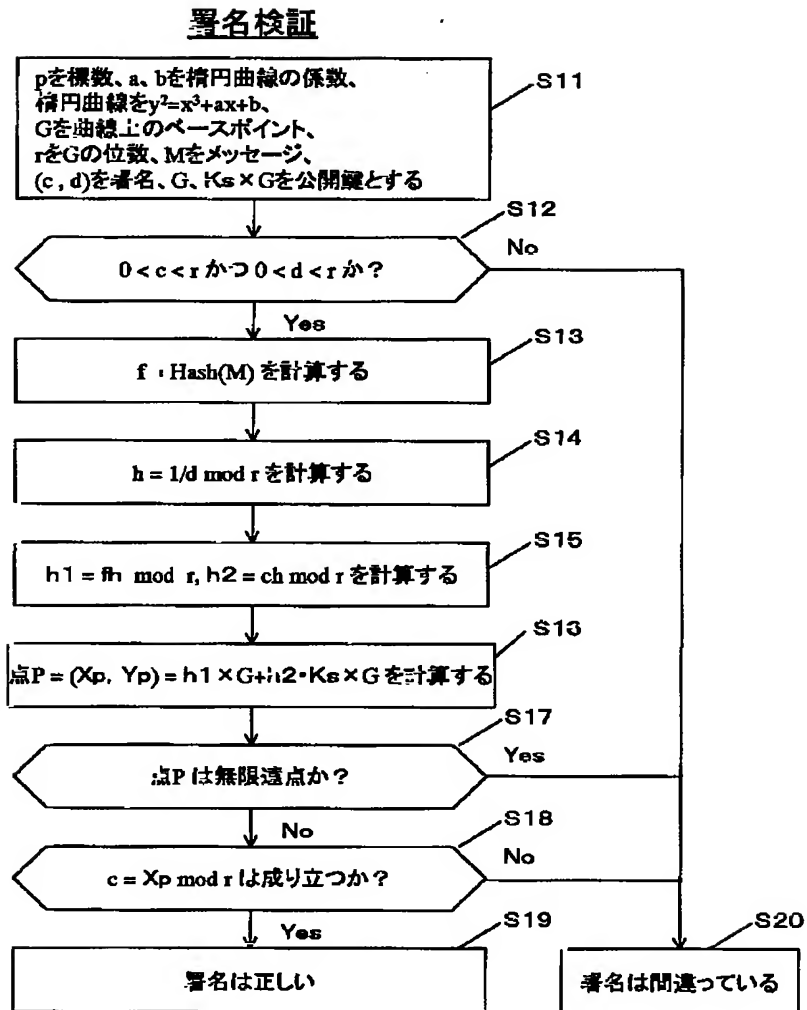 署名検証
pを標数、a、bを楕円曲線の係数、
楕円曲線をy²=x³+ax+b、
Gを曲線上のベースポイント、
rをGの位数、Mをメッセージ、
(c , d)を署名、G、Ks×Gを公開鍵とする
S11
S12
0 < c < r かつ 0 < d < r か?
No
Yes
S13
f = Hash(M) を計算する
S14
h = 1/d mod r を計算する
S15
h1 = fh mod r, h2 = ch mod r を計算する
S16
点P = (Xp, Yp) = h1×G+h2・Ks×G を計算する
S17
点P は無限遠点か?
Yes
No
S18
c = Xp mod r は成り立つか?
No
Yes
S19
署名は正しい
S20
署名は間違っている